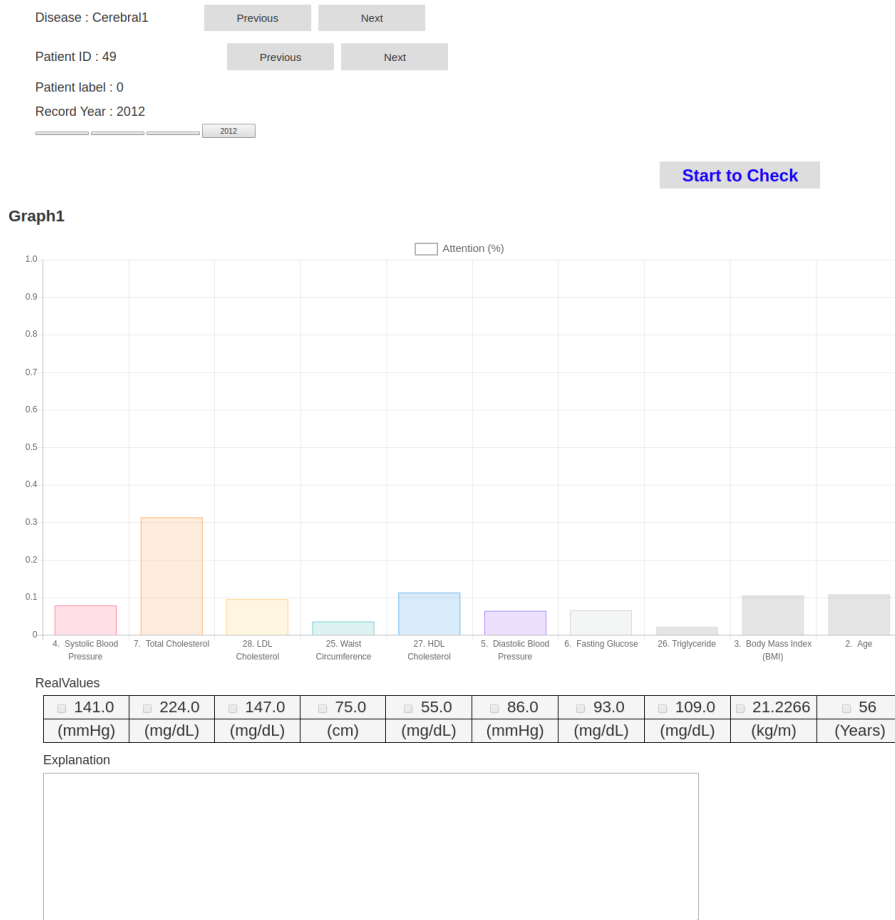 Disease : Cerebral1 Previous Next
Patient ID : 49 Previous Next
Patient label : 0
Record Year : 2012
2012
Start to Check
Graph1
Attention (%)
1.0
0.9
0.8
0.7
0.6
0.5
0.4
0.3
0.2
0.1
0
4. Systolic Blood Pressure
7. Total Cholesterol
28. LDL Cholesterol
25. Waist Circumference
27. HDL Cholesterol
5. Diastolic Blood Pressure
6. Fasting Glucose
26. Triglyceride
3. Body Mass Index (BMI)
2. Age
RealValues
141.0 224.0 147.0 75.0 55.0 86.0 93.0 109.0 21.2266 56
(mmHg) (mg/dL) (mg/dL) (cm) (mg/dL) (mmHg) (mg/dL) (mg/dL) (kg/m) (Years)
Explanation